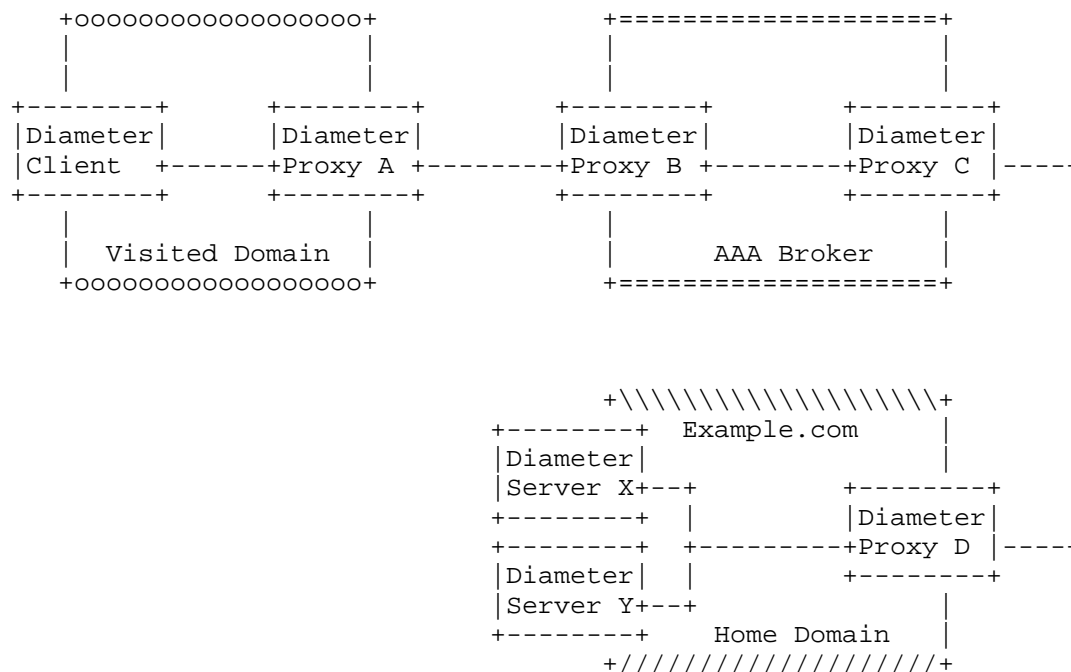 Diameter Client
Diameter Proxy A
Diameter Proxy B
Diameter Proxy C
Visited Domain
AAA Broker
Example.com
Diameter Server X
Diameter Proxy D
Diameter Server Y
Home Domain